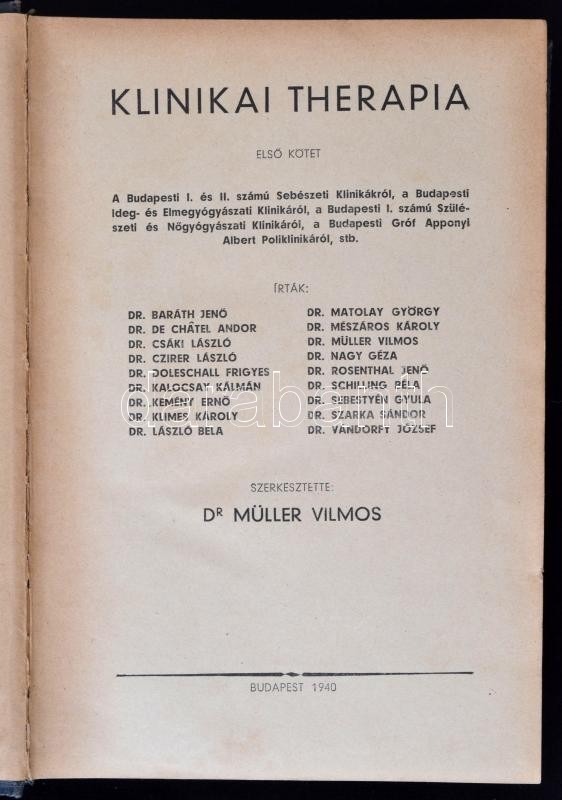 KLINIKAI THERAPIA
ELSŐ KÖTET
A Budapesti I. és II. számú Sebészeti Klinikákról, a Budapesti
Ideg- és Elmegyógyászati Klinikáról, a Budapesti I. számú Szülé-
szeti és Nőgyógyászati Klinikáról, a Budapesti Gróf Apponyi
Albert Poliklinikáról, stb.
ÍRTÁK:
DR. BARÁTH JENŐ
DR. DE CHÂTEL ANDOR
DR. CSÁKI LÁSZLÓ
DR. CZIRER LÁSZLÓ
DR. DOLESCHALL FRIGYES
DR. KALOCSAY KÁLMÁN
DR. KEMÉNY ERNŐ
DR. KLIMES KÁROLY
DR. LÁSZLÓ BELA
DR. MATOLAY GYÖRGY
DR. MÉSZÁROS KÁROLY
DR. MÜLLER VILMOS
DR. NAGY GÉZA
DR. ROSENTHAL JENŐ
DR. SCHILLING BÉLA
DR. SEBESTYÉN GYULA
DR. SZARKA SÁNDOR
DR. VÁNDORFY JÓZSEF
darabanth
SZERKESZTETTE:
DR MÜLLER VILMOS
BUDAPEST 1940